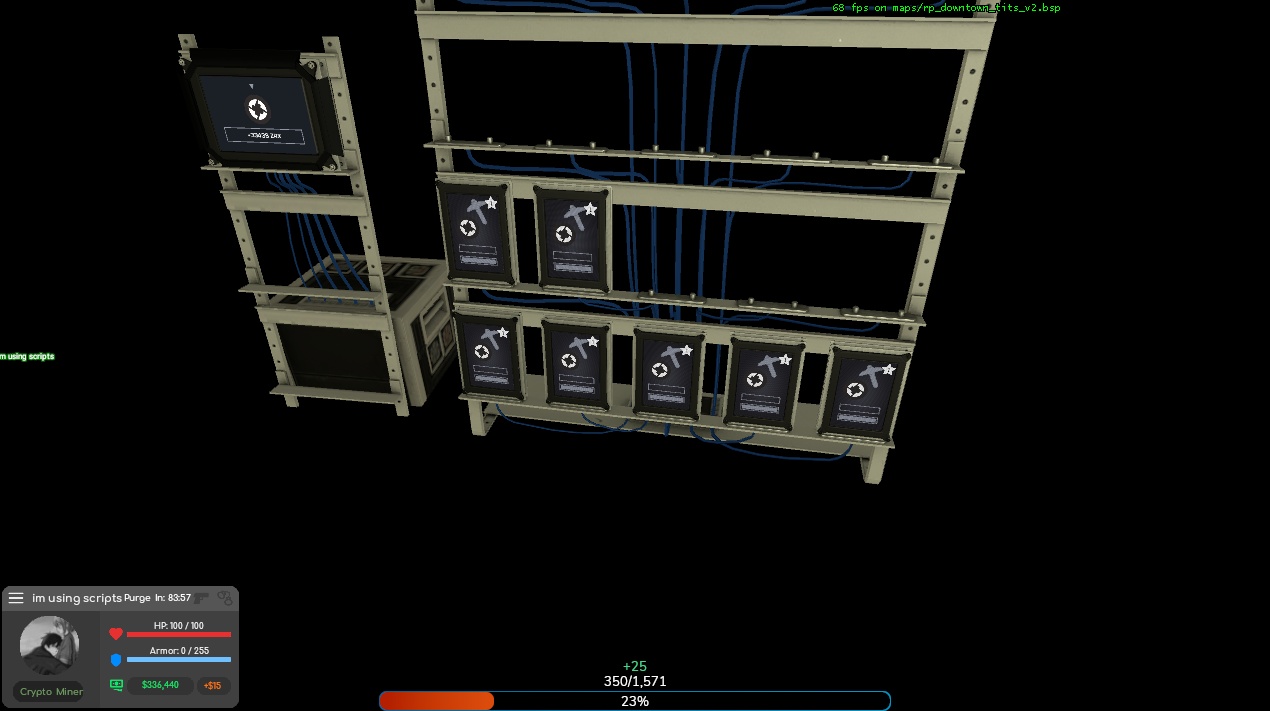 68 fps on maps/rp_downtown_tits_v2.bsp
m using scripts
im using scripts Purge In: 83:57
HP: 100 / 100
Armor: 0 / 255
Crypto Miner
$336,440
+$15
+25
350/1,571
23%